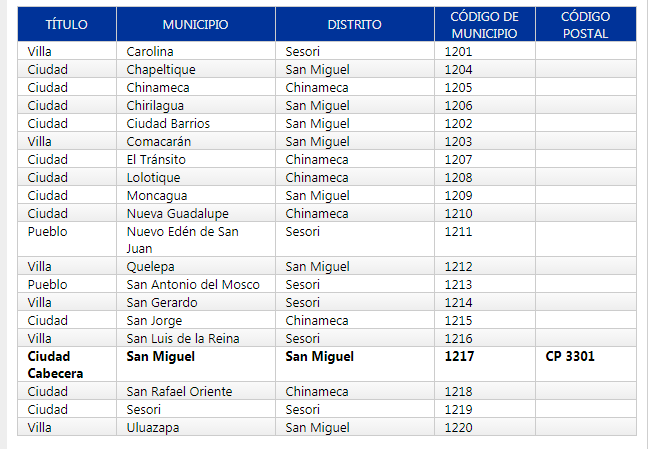 TÍTULO MUNICIPIO DISTRITO CÓDIGO DE MUNICIPIO CÓDIGO POSTAL
Villa Carolina Sesori 1201
Ciudad Chapeltique San Miguel 1204
Ciudad Chinameca Chinameca 1205
Ciudad Chirilagua San Miguel 1206
Ciudad Ciudad Barrios San Miguel 1202
Villa Comacarán San Miguel 1203
Ciudad El Tránsito Chinameca 1207
Ciudad Lolotique Chinameca 1208
Ciudad Moncagua San Miguel 1209
Ciudad Nueva Guadalupe Chinameca 1210
Pueblo Nuevo Edén de San Juan Sesori 1211
Villa Quelepa San Miguel 1212
Pueblo San Antonio del Mosco Sesori 1213
Villa San Gerardo Sesori 1214
Ciudad San Jorge Chinameca 1215
Villa San Luis de la Reina Sesori 1216
Ciudad Cabecera San Miguel San Miguel 1217 CP 3301
Ciudad San Rafael Oriente Chinameca 1218
Ciudad Sesori Sesori 1219
Villa Uluazapa San Miguel 1220